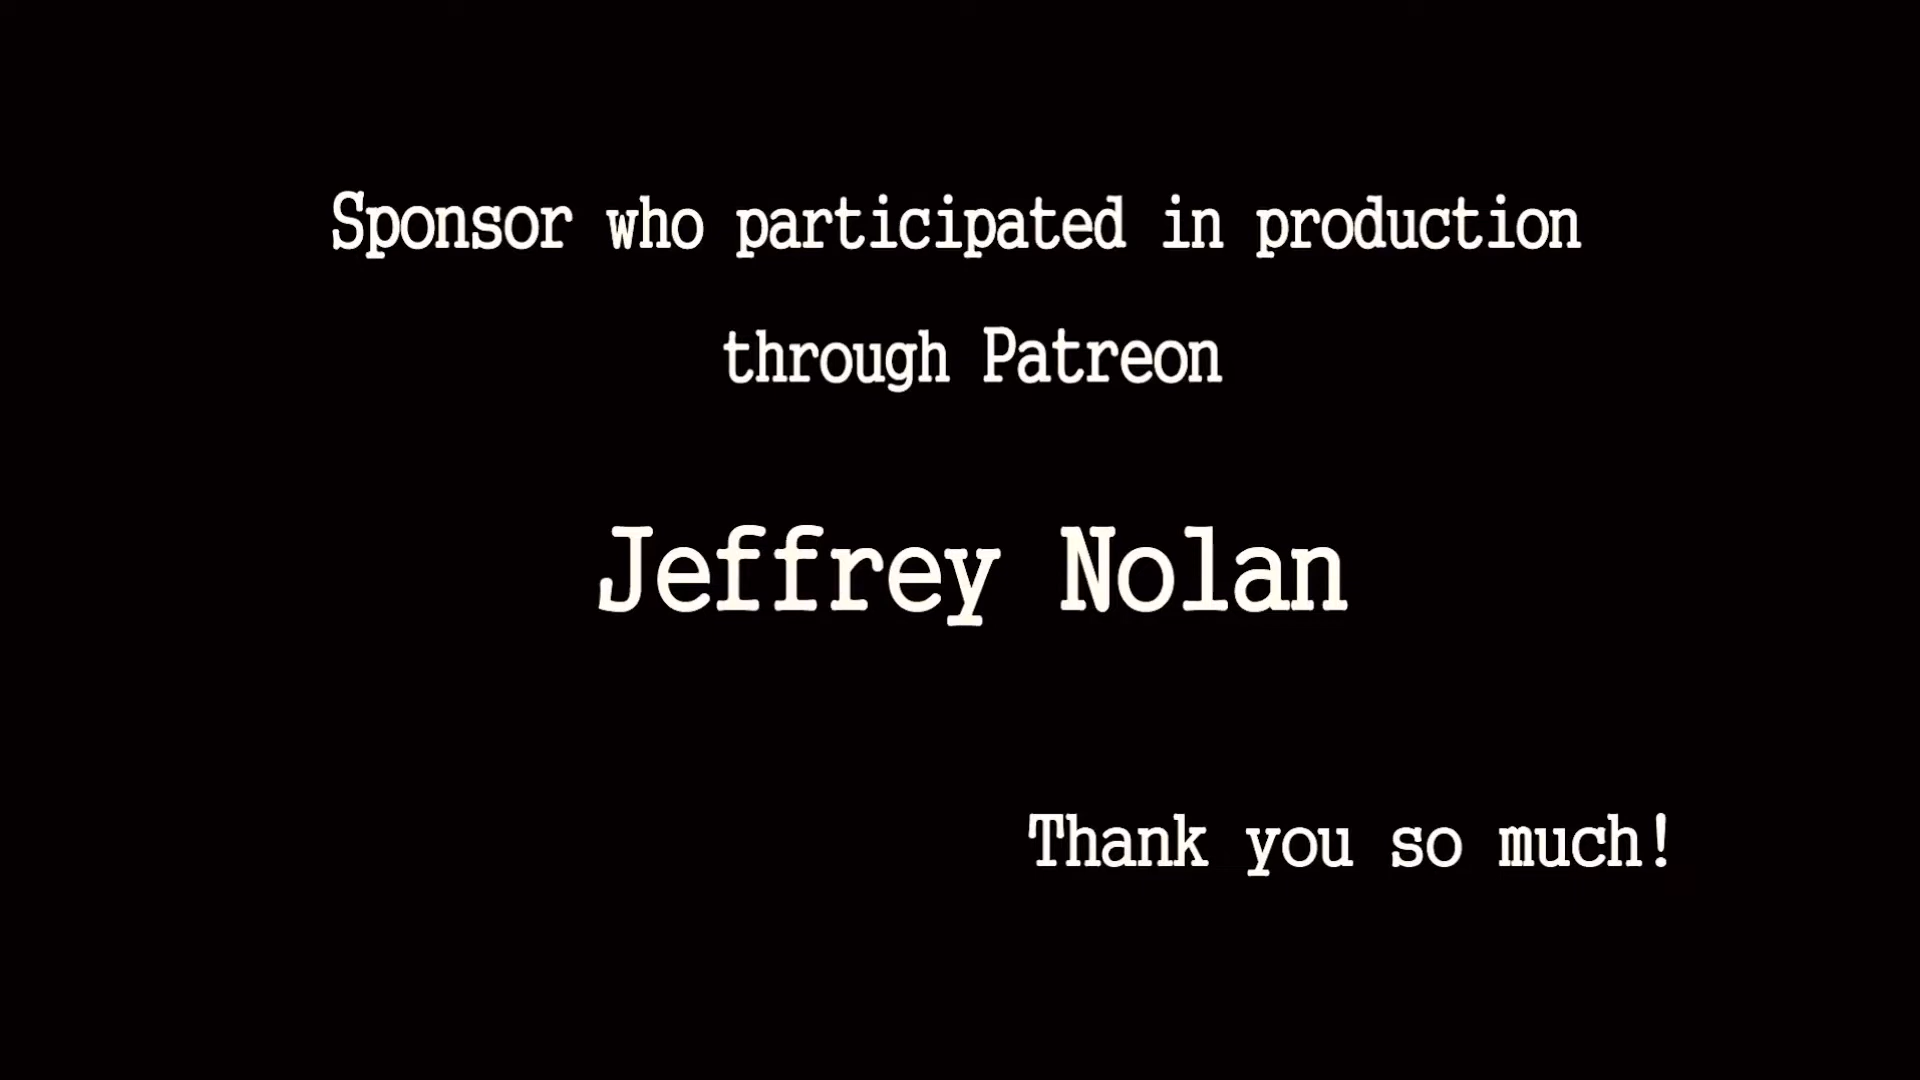 Sponsor who participated in production
through Patreon
Jeffrey Nolan
Thank you so much!